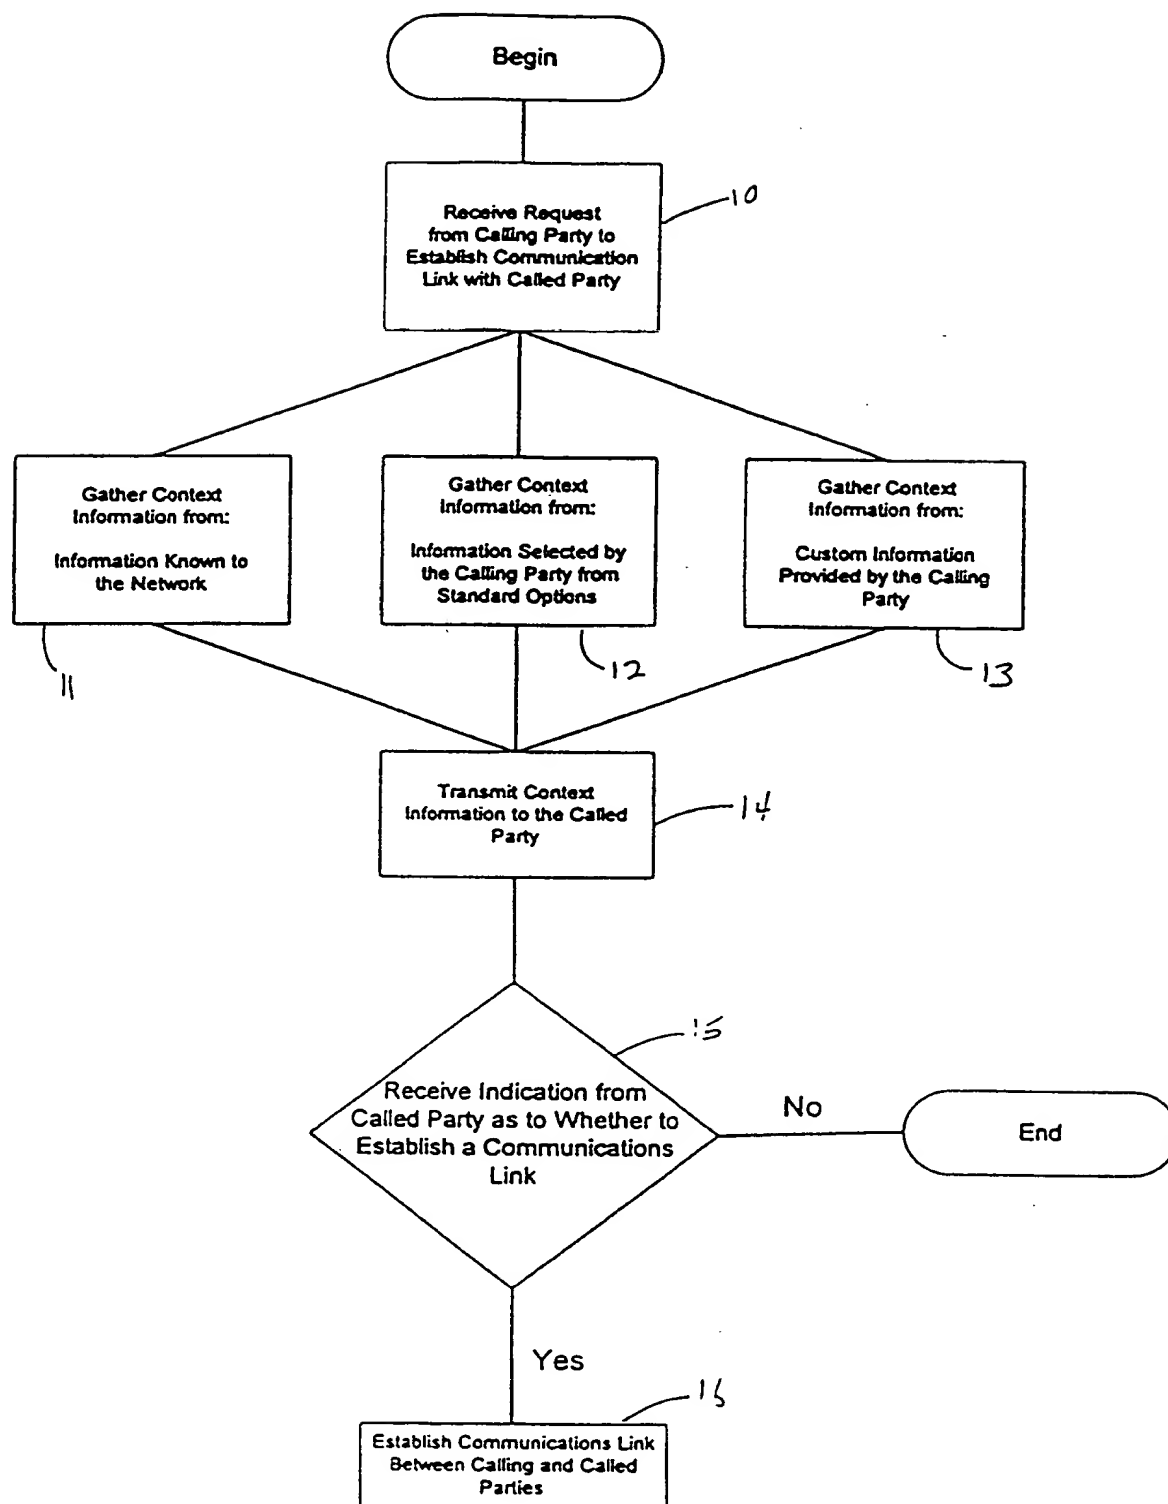 Begin
Receive Request
from Calling Party to
Establish Communication
Link with Called Party
10
Gather Context
Information from:
Information Known to
the Network
11
Gather Context
Information from:
Information Selected by
the Calling Party from
Standard Options
12
Gather Context
Information from:
Custom Information
Provided by the Calling
Party
13
Transmit Context
Information to the Called
Party
14
Receive Indication from
Called Party as to Whether to
Establish a Communications
Link
15
No
End
Yes
Establish Communications Link
Between Calling and Called
Parties